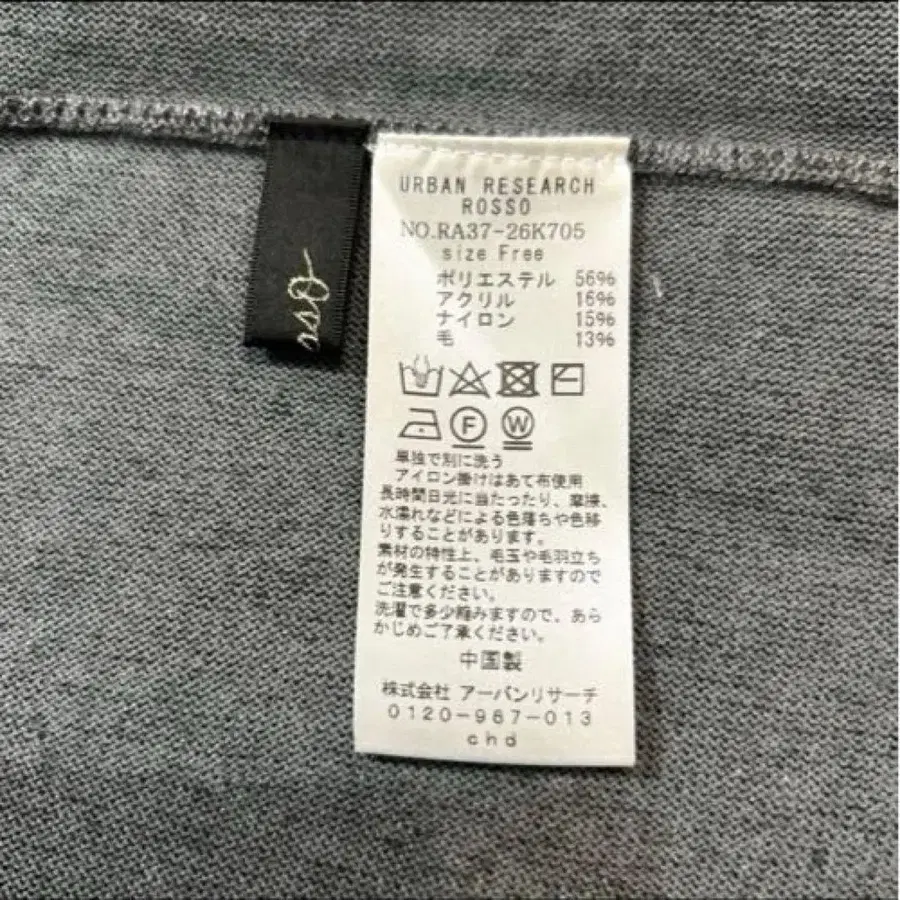 URBAN RESEARCH
ROSSO
NO.RA37-26K705
size Free
ポリエステル 56%
アクリル 16%
ナイロン 15%
毛 13%
F W
単独で別に洗う
アイロン掛けはあて布使用
長時間日光に当たったり、摩擦、
水濡れなどによる色落ちや色移
りすることがあります。
素材の特性上、毛玉や毛羽立ち
が発生することがありますので
ご注意ください。
洗濯で多少縮みますので、あら
かじめご了承ください。
中国製
株式会社 アーバンリサーチ
0120-967-013
chd